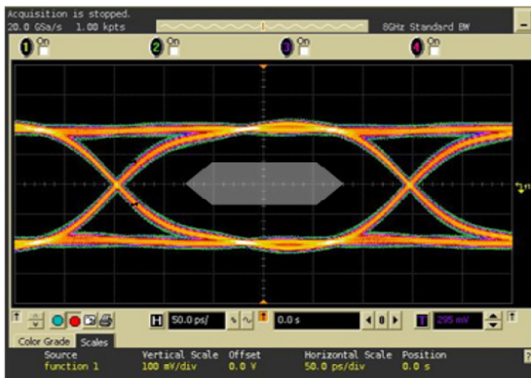 Acquisition is stopped.
20.0 GSa/s 1.00 kpts
8GHz Standard BW
1 On 2 On 3 On 4 On
H 50.0 ps/ 0.0 s 0 T 295 mV
Color Grade Scales
Source Vertical Scale Offset Horizontal Scale Position
function 1 100 mV/div 0.0 V 50.0 ps/div 0.0 s